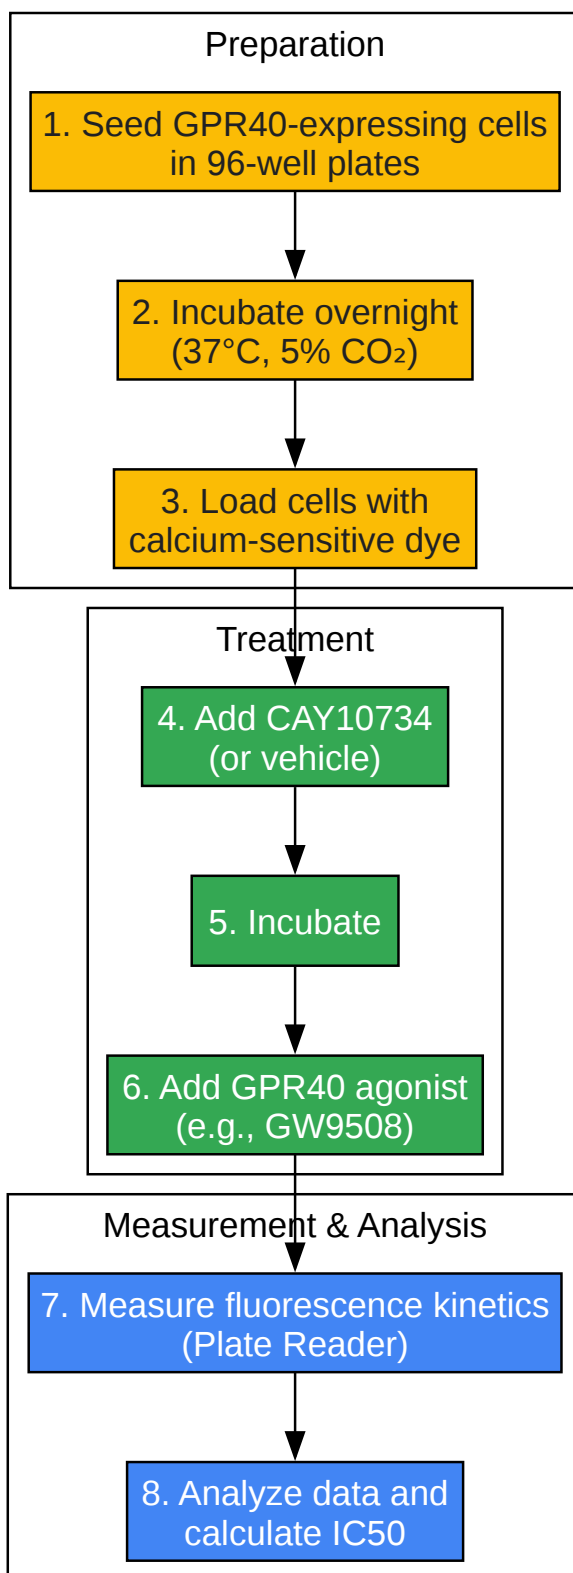 Preparation
1. Seed GPR40-expressing cells
in 96-well plates
2. Incubate overnight
(37°C, 5% CO₂)
3. Load cells with
calcium-sensitive dye
Treatment
4. Add CAY10734
(or vehicle)
5. Incubate
6. Add GPR40 agonist
(e.g., GW9508)
Measurement & Analysis
7. Measure fluorescence kinetics
(Plate Reader)
8. Analyze data and
calculate IC50